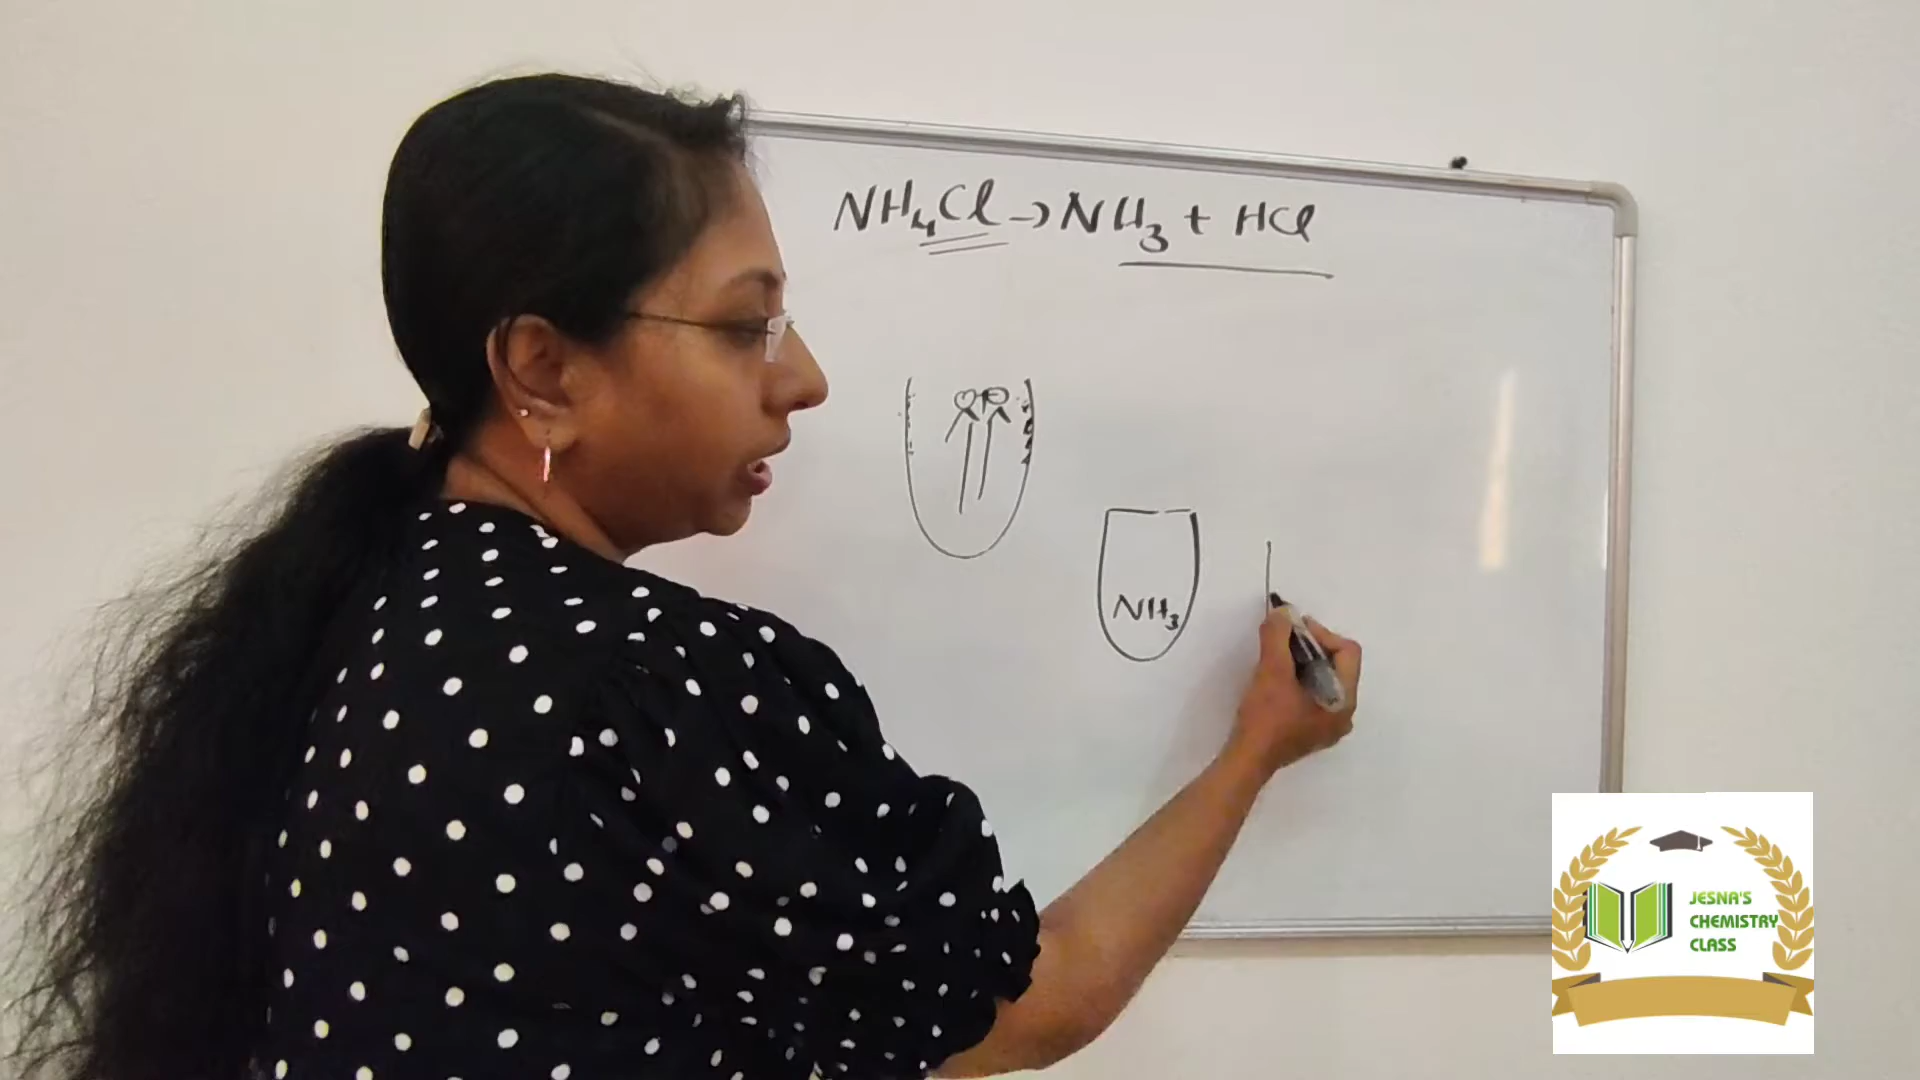 NH₄Cl → NH₃ + HCl
NH₃
JESNA'S
CHEMISTRY
CLASS